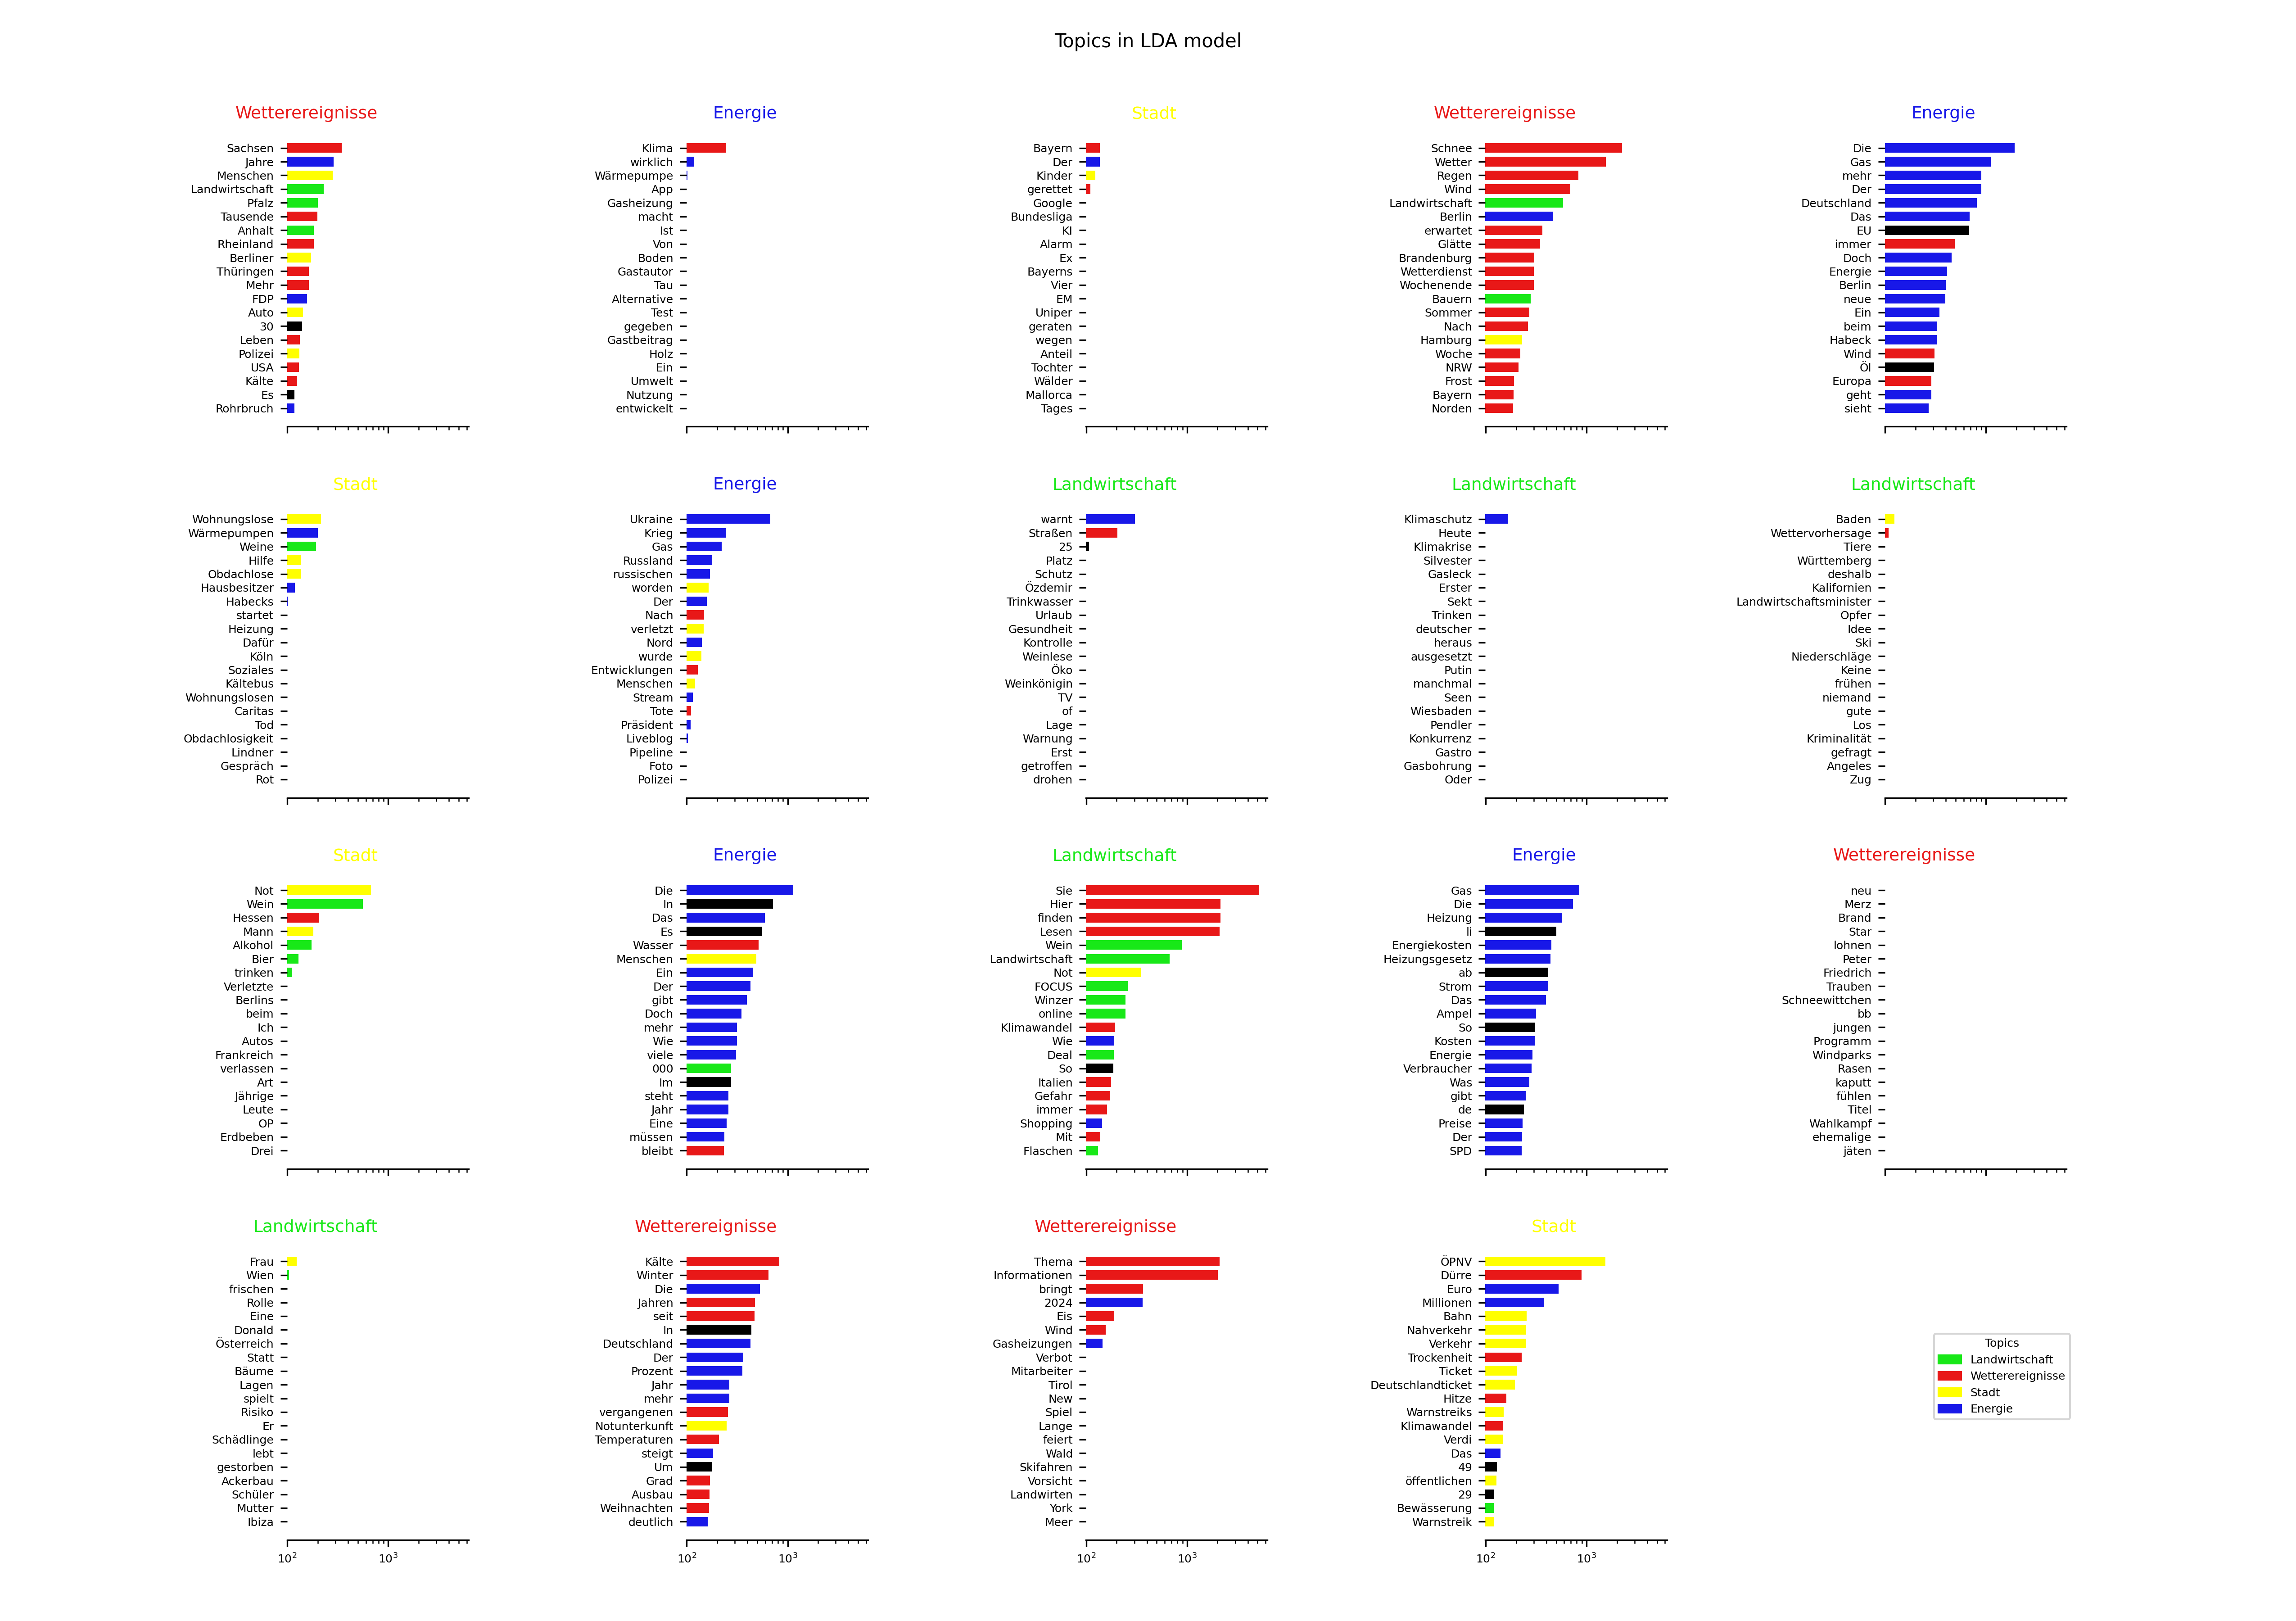 Topics in LDA model
Wetterereignisse
Sachsen
Jahre
Menschen
Landwirtschaft
Pfalz
Tausende
Anhalt
Rheinland
Berliner
Thüringen
Mehr
FDP
Auto
30
Leben
Polizei
USA
Kälte
Es
Rohrbruch
Energie
Klima
wirklich
Wärmepumpe
App
Gasheizung
macht
Ist
Von
Boden
Gastautor
Tau
Alternative
Test
gegeben
Gastbeitrag
Holz
Ein
Umwelt
Nutzung
entwickelt
Stadt
Bayern
Der
Kinder
gerettet
Google
Bundesliga
KI
Alarm
Ex
Bayerns
Vier
EM
Uniper
geraten
wegen
Anteil
Tochter
Wälder
Mallorca
Tages
Wetterereignisse
Schnee
Wetter
Regen
Wind
Landwirtschaft
Berlin
erwartet
Glätte
Brandenburg
Wetterdienst
Wochenende
Bauern
Sommer
Nach
Hamburg
Woche
NRW
Frost
Bayern
Norden
Energie
Die
Gas
mehr
Der
Deutschland
Das
EU
immer
Doch
Energie
Berlin
neue
Ein
beim
Habeck
Wind
Öl
Europa
geht
sieht
Stadt
Wohnungslose
Wärmepumpen
Weine
Hilfe
Obdachlose
Hausbesitzer
Habecks
startet
Heizung
Dafür
Köln
Soziales
Kältebus
Wohnungslosen
Caritas
Tod
Obdachlosigkeit
Lindner
Gespräch
Rot
Energie
Ukraine
Krieg
Gas
Russland
russischen
worden
Der
Nach
verletzt
Nord
wurde
Entwicklungen
Menschen
Stream
Tote
Präsident
Liveblog
Pipeline
Foto
Polizei
Landwirtschaft
warnt
Straßen
25
Platz
Schutz
Özdemir
Trinkwasser
Urlaub
Gesundheit
Kontrolle
Weinlese
Öko
Weinkönigin
TV
of
Lage
Warnung
Erst
getroffen
drohen
Landwirtschaft
Klimaschutz
Heute
Klimakrise
Silvester
Gasleck
Erster
Sekt
Trinken
deutscher
heraus
ausgesetzt
Putin
manchmal
Seen
Wiesbaden
Pendler
Konkurrenz
Gastro
Gasbohrung
Oder
Landwirtschaft
Baden
Wettervorhersage
Tiere
Württemberg
deshalb
Kalifornien
Landwirtschaftsminister
Opfer
Idee
Ski
Niederschläge
Keine
frühen
niemand
gute
Los
Kriminalität
gefragt
Angeles
Zug
Stadt
Not
Wein
Hessen
Mann
Alkohol
Bier
trinken
Verletzte
Berlins
beim
Ich
Autos
Frankreich
verlassen
Art
Jährige
Leute
OP
Erdbeben
Drei
Energie
Die
In
Das
Es
Wasser
Menschen
Ein
Der
gibt
Doch
mehr
Wie
viele
000
Im
steht
Jahr
Eine
müssen
bleibt
Landwirtschaft
Sie
Hier
finden
Lesen
Wein
Landwirtschaft
Not
FOCUS
Winzer
online
Klimawandel
Wie
Deal
So
Italien
Gefahr
immer
Shopping
Mit
Flaschen
Energie
Gas
Die
Heizung
li
Energiekosten
Heizungsgesetz
ab
Strom
Das
Ampel
So
Kosten
Energie
Verbraucher
Was
gibt
de
Preise
Der
SPD
Wetterereignisse
neu
Merz
Brand
Star
lohnen
Peter
Friedrich
Trauben
Schneewittchen
bb
jungen
Programm
Windparks
Rasen
kaputt
fühlen
Titel
Wahlkampf
ehemalige
jäten
Landwirtschaft
Frau
Wien
frischen
Rolle
Eine
Donald
Österreich
Statt
Bäume
Lagen
spielt
Risiko
Er
Schädlinge
lebt
gestorben
Ackerbau
Schüler
Mutter
Ibiza
10² 10³
Wetterereignisse
Kälte
Winter
Die
Jahren
seit
In
Deutschland
Der
Prozent
Jahr
mehr
vergangenen
Notunterkunft
Temperaturen
steigt
Um
Grad
Ausbau
Weihnachten
deutlich
10² 10³
Wetterereignisse
Thema
Informationen
bringt
2024
Eis
Wind
Gasheizungen
Verbot
Mitarbeiter
Tirol
New
Spiel
Lange
feiert
Wald
Skifahren
Vorsicht
Landwirten
York
Meer
10² 10³
Stadt
ÖPNV
Dürre
Euro
Millionen
Bahn
Nahverkehr
Verkehr
Trockenheit
Ticket
Deutschlandticket
Hitze
Warnstreiks
Klimawandel
Verdi
Das
49
öffentlichen
29
Bewässerung
Warnstreik
10² 10³
Topics
Landwirtschaft
Wetterereignisse
Stadt
Energie